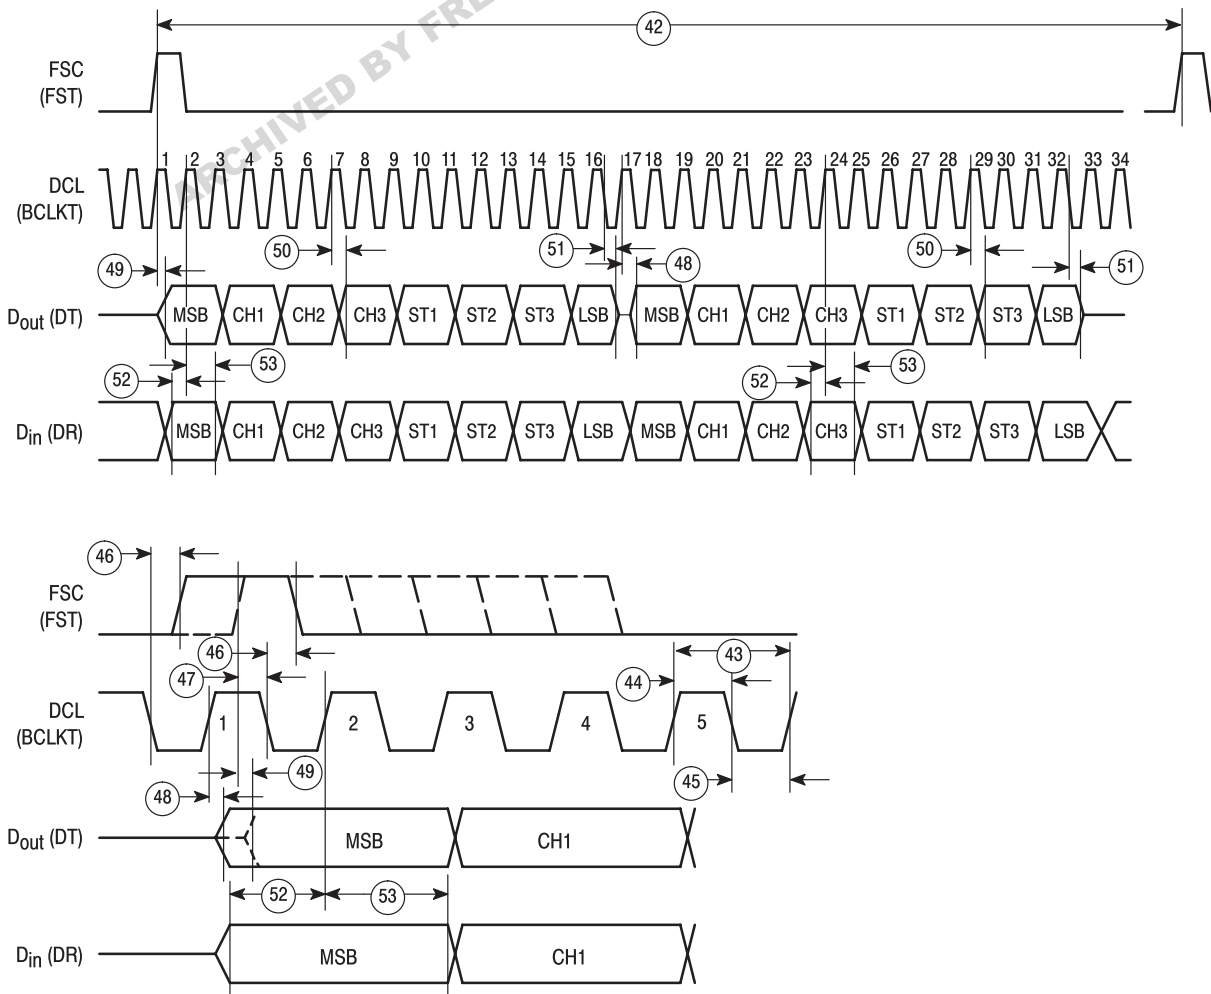 ARCHIVED BY FRE
42
FSC
(FST)
1 2 3 4 5 6 7 8 9 10 11 12 13 14 15 16 17 18 19 20 21 22 23 24 25 26 27 28 29 30 31 32 33 34
DCL
(BCLKT)
50 51 50
49 48 51
Dout (DT) MSB CH1 CH2 CH3 ST1 ST2 ST3 LSB MSB CH1 CH2 CH3 ST1 ST2 ST3 LSB
53 53
52 52
Din (DR) MSB CH1 CH2 CH3 ST1 ST2 ST3 LSB MSB CH1 CH2 CH3 ST1 ST2 ST3 LSB
46
FSC
(FST)
46 43
47 44
DCL
(BCLKT)
1 2 3 4 5
49 45
48
Dout (DT) MSB CH1
52 53
Din (DR) MSB CH1